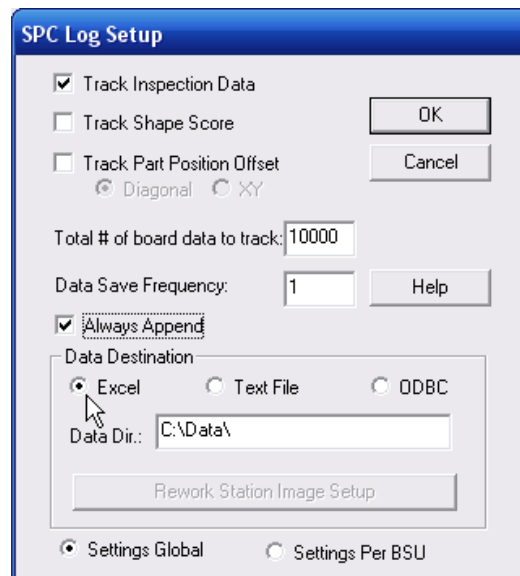 SPC Log Setup
Track Inspection Data
Track Shape Score
OK
Track Part Position Offset
Cancel
Diagonal XY
Total # of board data to track: 10000
Data Save Frequency: 1
Help
Always Append
Data Destination
Excel Text File ODBC
Data Dir.: C:\Data\
Rework Station Image Setup
Settings Global Settings Per BSU